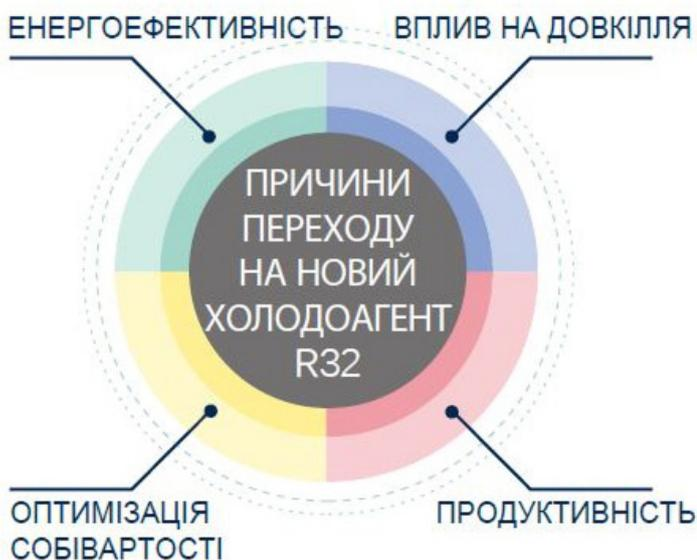 ЕНЕРГОЕФЕКТИВНІСТЬ
ВПЛИВ НА ДОВКІЛЛЯ
ПРИЧИНИ
ПЕРЕХОДУ
НА НОВИЙ
ХОЛОДОАГЕНТ
R32
ОПТИМІЗАЦІЯ
СОБІВАРТОСТІ
ПРОДУКТИВНІСТЬ